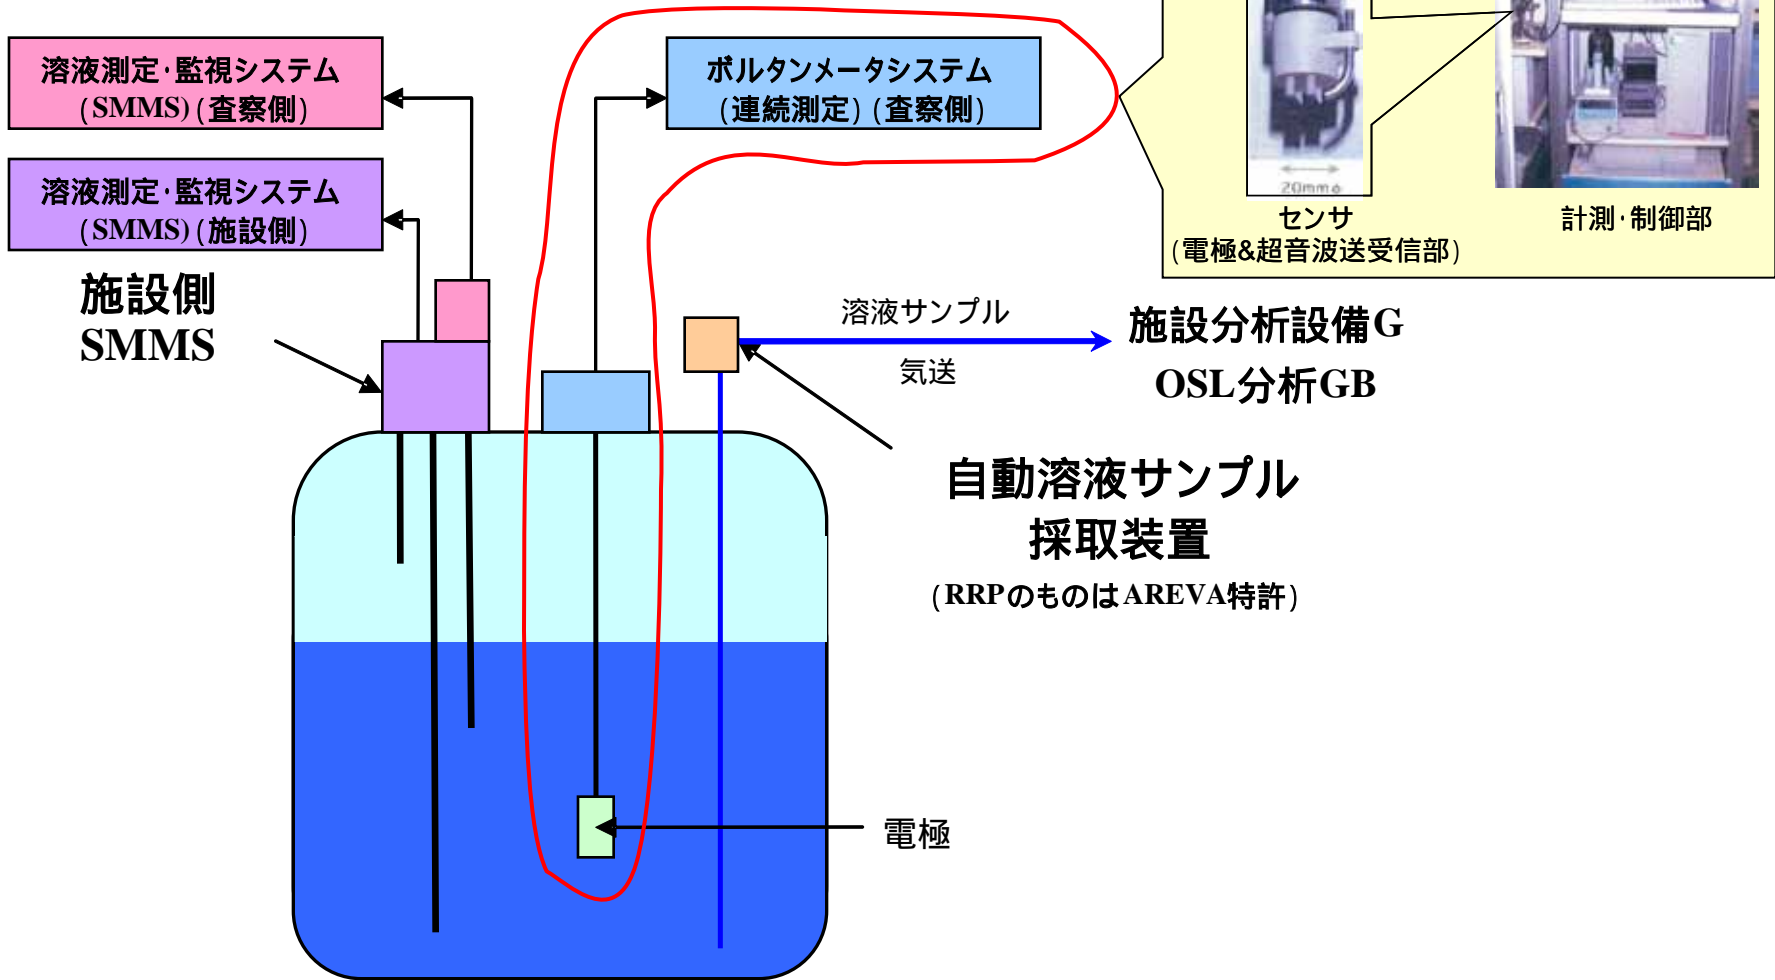 溶液測定･監視システム
(SMMS) (査察側)
ボルタンメータシステム
(連続測定) (査察側)
溶液測定･監視システム
(SMMS) (施設側)
20mmφ
センサ
(電極&超音波送受信部)
計測･制御部
施設側
SMMS
溶液サンプル
気送
施設分析設備G
OSL分析GB
自動溶液サンプル
採取装置
(RRPのものはAREVA特許)
電極